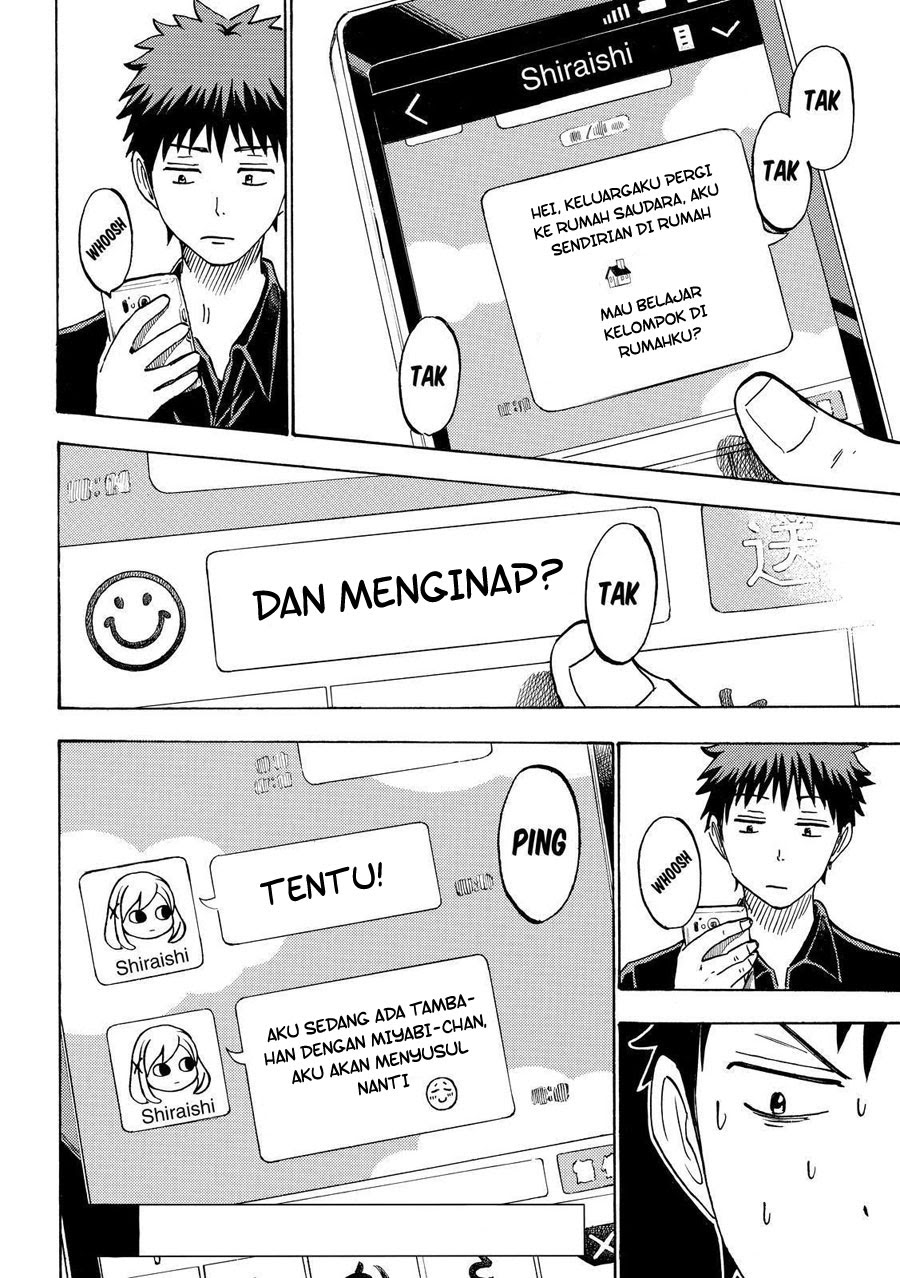 Shiraishi
TAK
TAK
HEI, KELUARGAKU PERGI
KE RUMAH SAUDARA, AKU
SENDIRIAN DI RUMAH
MAU BELAJAR
KELOMPOK DI
RUMAHKU?
TAK
WHOOSH
DAN MENGINAP?
TAK
送
WHOOSH
PING
TENTU!
Shiraishi
AKU SEDANG ADA TAMBA-
HAN DENGAN MIYABI-CHAN,
AKU AKAN MENYUSUL
NANTI
Shiraishi